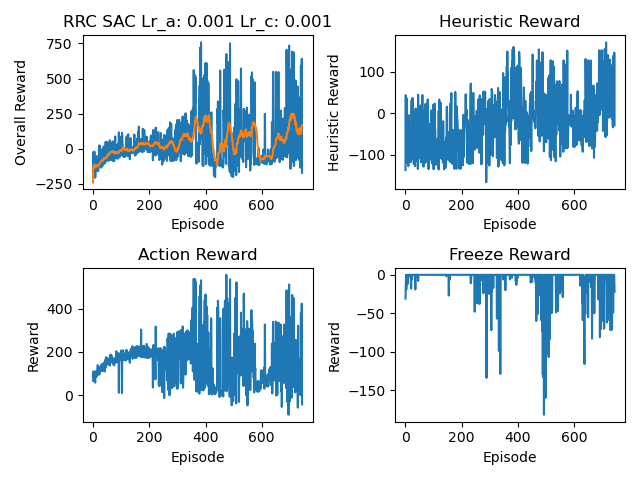 RRC SAC Lr_a: 0.001 Lr_c: 0.001
Overall Reward
750
500
250
0
−250
0 200 400 600
Episode
Heuristic Reward
Heuristic Reward
100
0
−100
0 200 400 600
Episode
Action Reward
Reward
400
200
0
0 200 400 600
Episode
Freeze Reward
Reward
0
−50
−100
−150
0 200 400 600
Episode